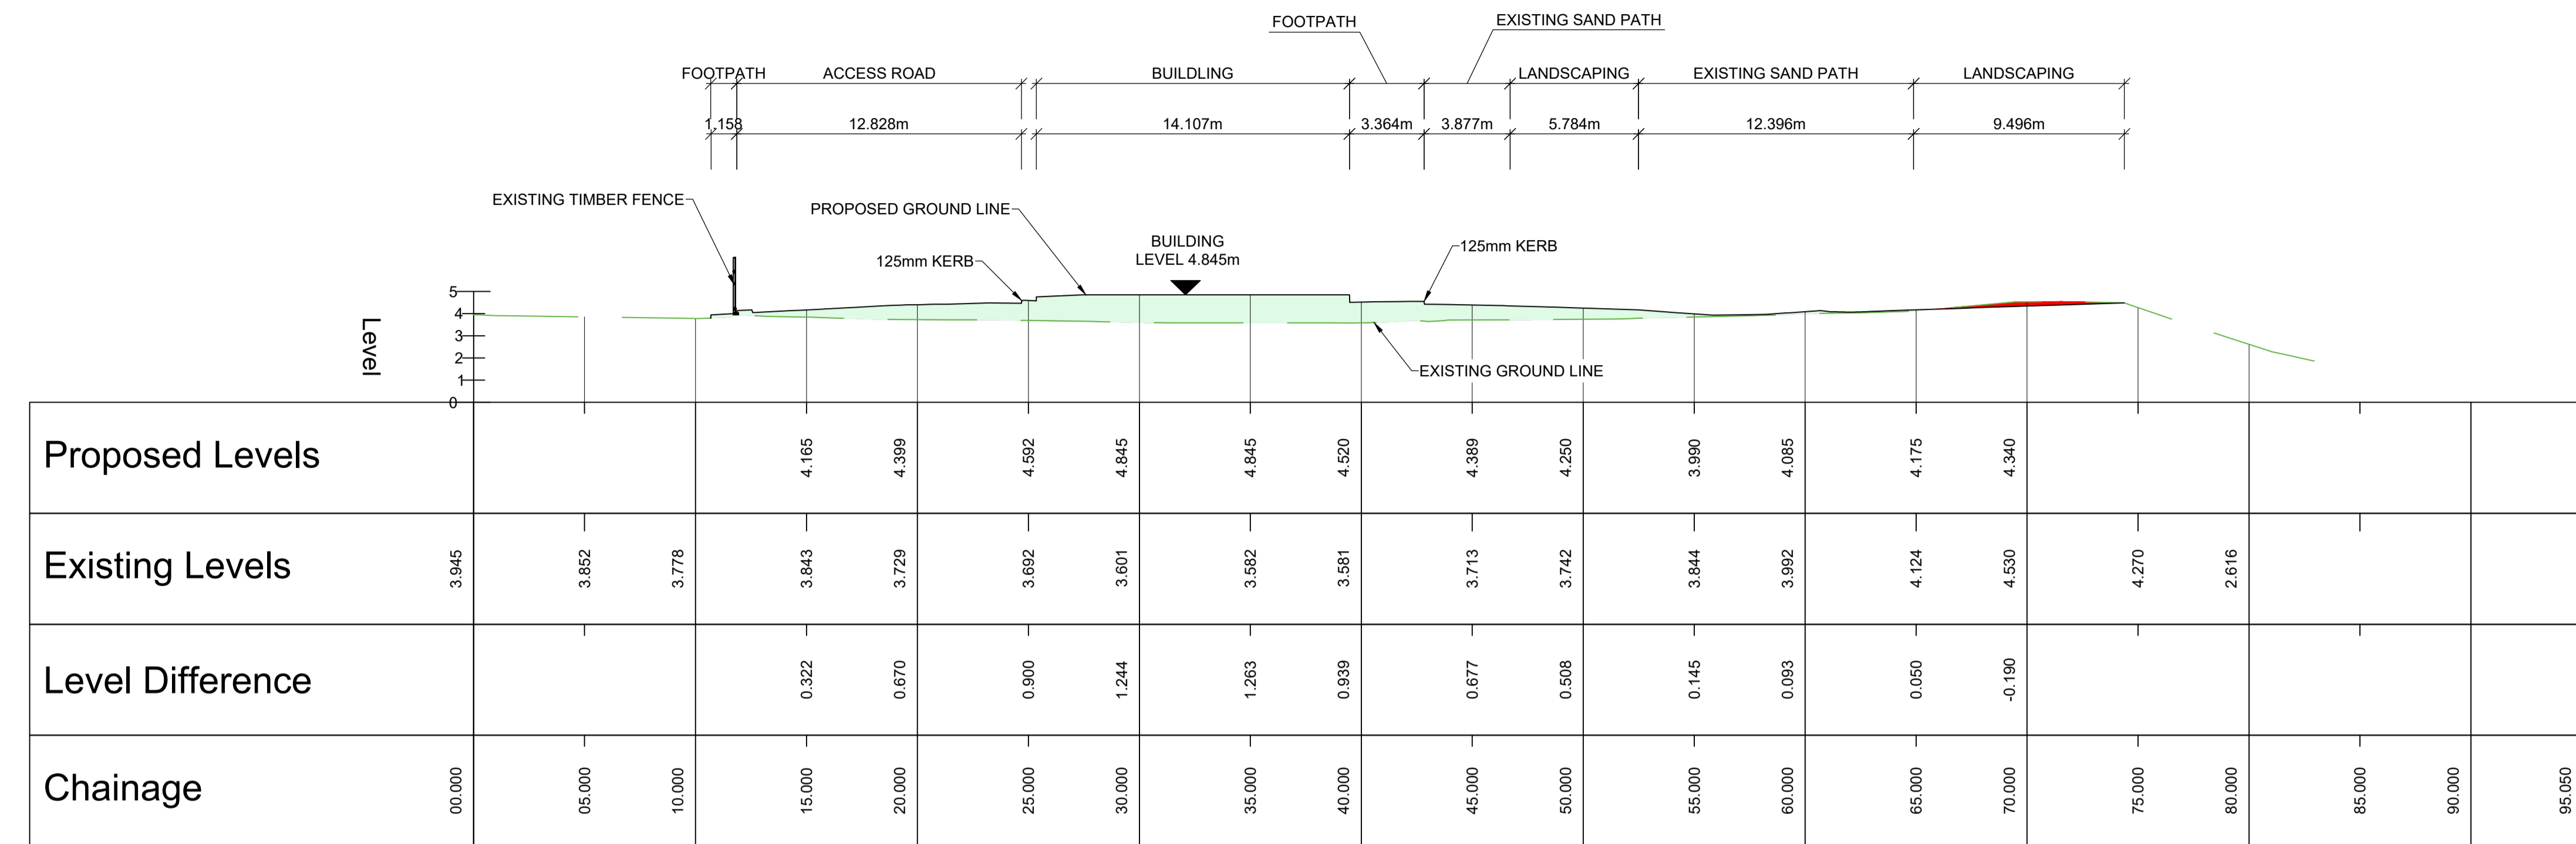 FOOTPATH
EXISTING SAND PATH
FOOTPATH
ACCESS ROAD
BUILDLING
LANDSCAPING
EXISTING SAND PATH
LANDSCAPING
1.158
12.828m
14.107m
3.364m
3.877m
5.784m
12.396m
9.496m
EXISTING TIMBER FENCE
PROPOSED GROUND LINE
125mm KERB
BUILDING
LEVEL 4.845m
125mm KERB
EXISTING GROUND LINE
Level
5
4
3
2
1
0
Proposed Levels
4.165
4.399
4.592
4.845
4.845
4.520
4.389
4.250
3.990
4.085
4.175
4.340
Existing Levels
3.945
3.852
3.778
3.843
3.729
3.692
3.601
3.582
3.581
3.713
3.742
3.844
3.992
4.124
4.530
4.270
2.616
Level Difference
0.322
0.670
0.900
1.244
1.263
0.939
0.677
0.508
0.145
0.093
0.050
-0.190
Chainage
00.000
05.000
10.000
15.000
20.000
25.000
30.000
35.000
40.000
45.000
50.000
55.000
60.000
65.000
70.000
75.000
80.000
85.000
90.000
95.050